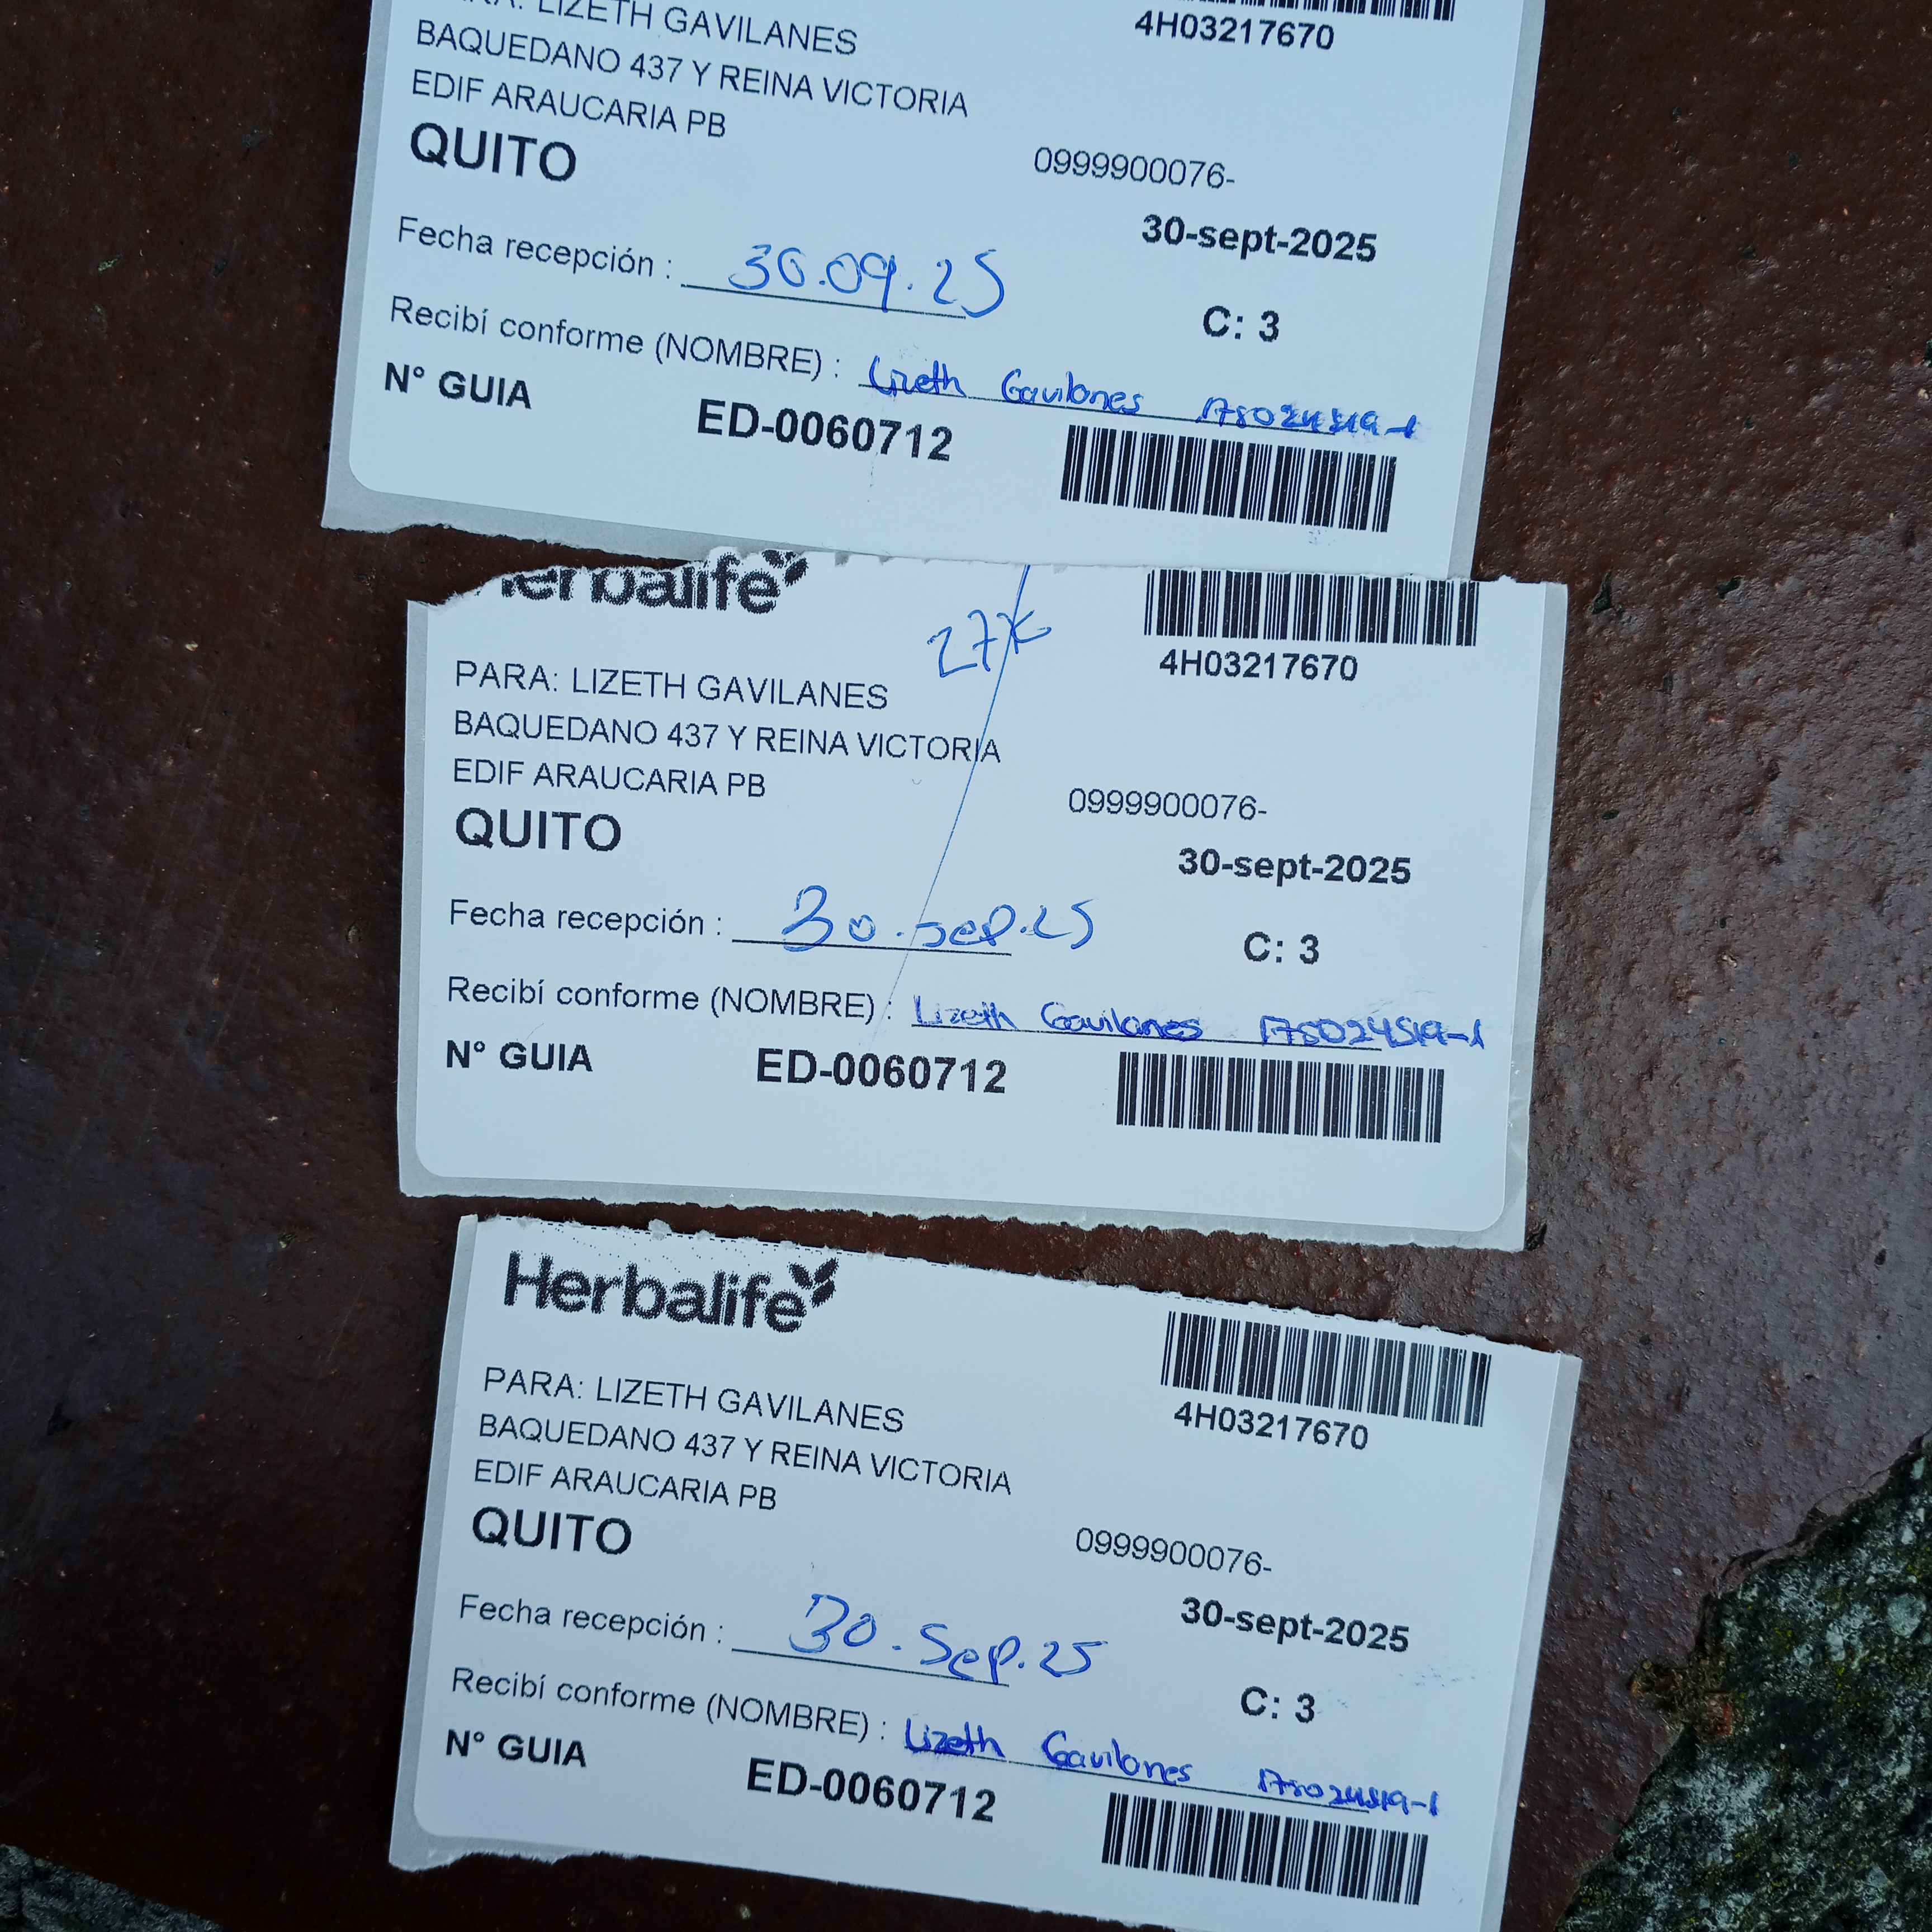 PARA: LIZETH GAVILANES
4H03217670
BAQUEDANO 437 Y REINA VICTORIA
EDIF ARAUCARIA PB
QUITO
0999900076-
30-sept-2025
Fecha recepción : 30.09.25
C: 3
Recibí conforme (NOMBRE) : Lizeth Gavilanes
N° GUIA ED-0060712
Herbalife
27K
4H03217670
PARA: LIZETH GAVILANES
BAQUEDANO 437 Y REINA VICTORIA
EDIF ARAUCARIA PB
QUITO
0999900076-
30-sept-2025
Fecha recepción : 30.sep.25
C: 3
Recibí conforme (NOMBRE) : Lizeth Gavilanes 175024519-1
N° GUIA ED-0060712
Herbalife
4H03217670
PARA: LIZETH GAVILANES
BAQUEDANO 437 Y REINA VICTORIA
EDIF ARAUCARIA PB
QUITO
0999900076-
30-sept-2025
Fecha recepción : 30.Sep.25
C: 3
Recibí conforme (NOMBRE) : Lizeth Gavilanes
N° GUIA ED-0060712